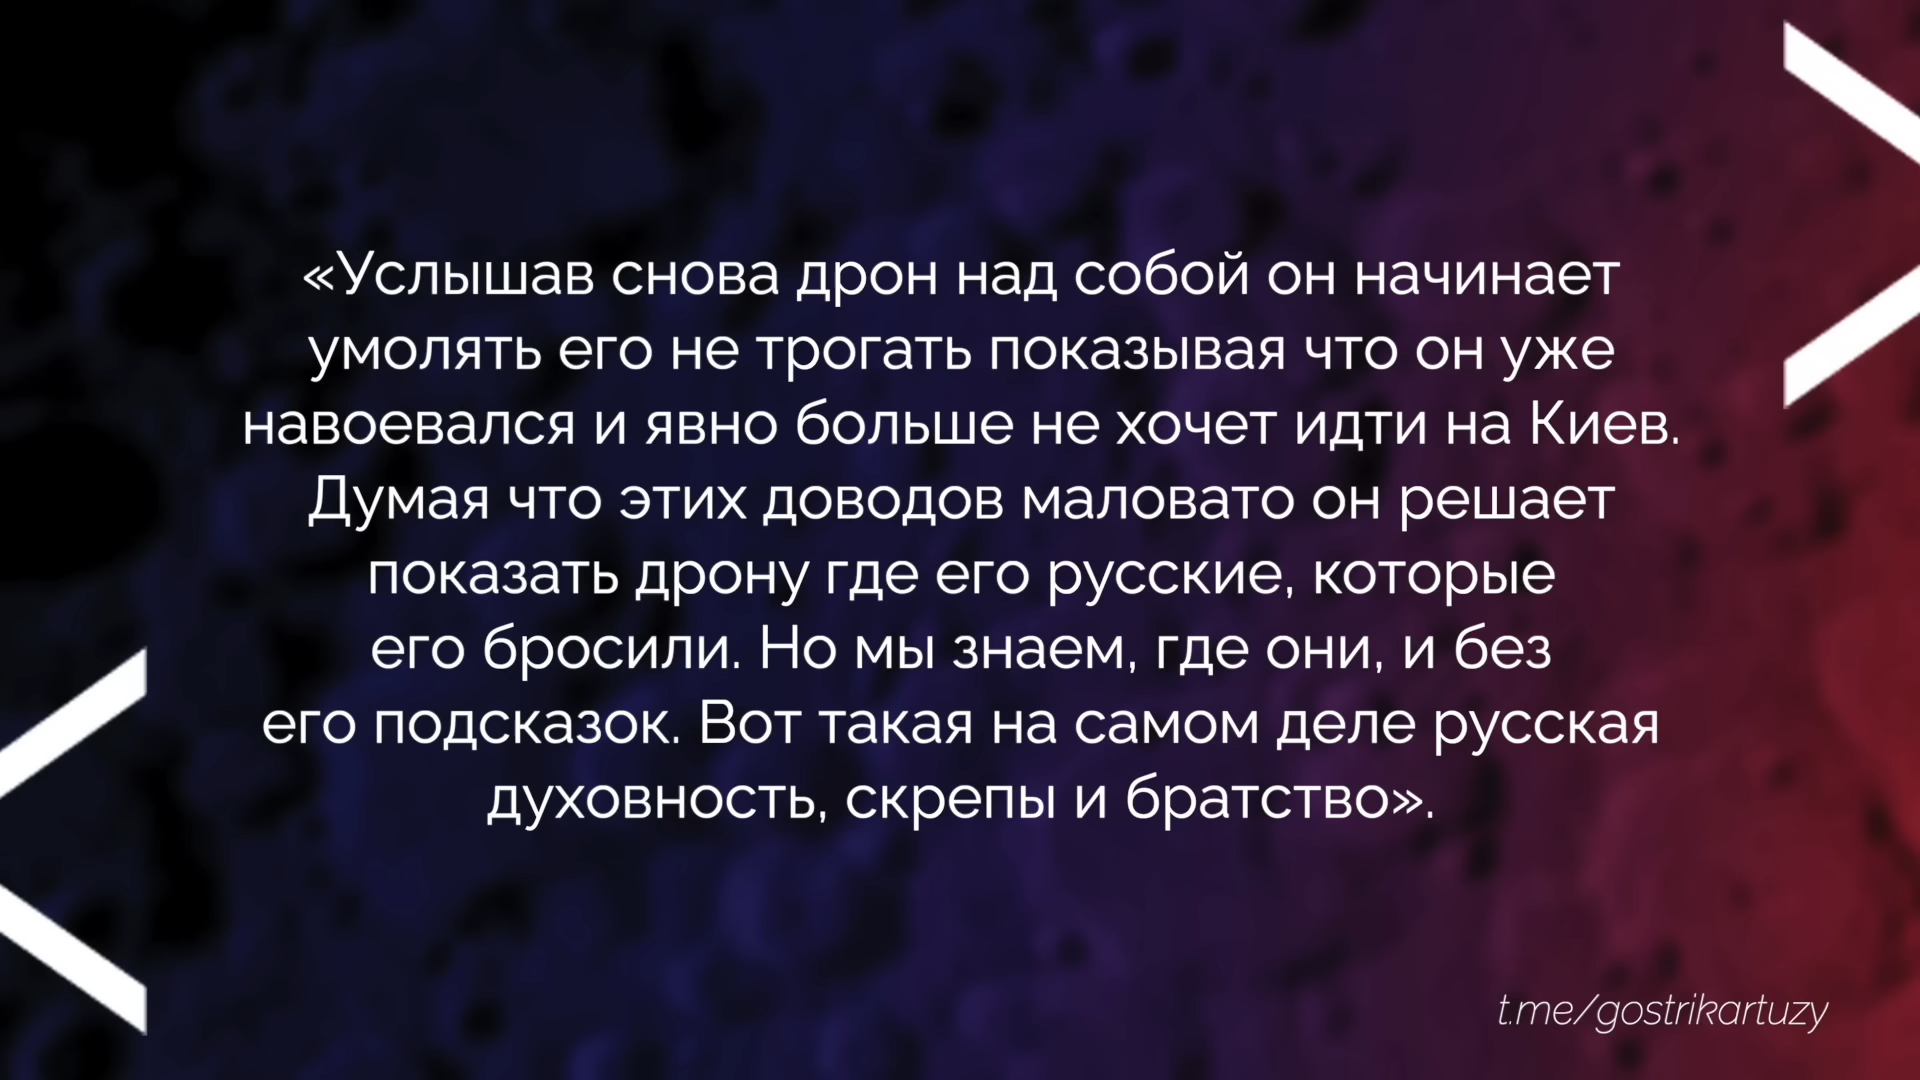 «Услышав снова дрон над собой он начинает
умолять его не трогать показывая что он уже
навоевался и явно больше не хочет идти на Киев.
Думая что этих доводов маловато он решает
показать дрону где его русские, которые
его бросили. Но мы знаем, где они, и без
его подсказок. Вот такая на самом деле русская
духовность, скрепы и братство».
t.me/gostrikartuzy